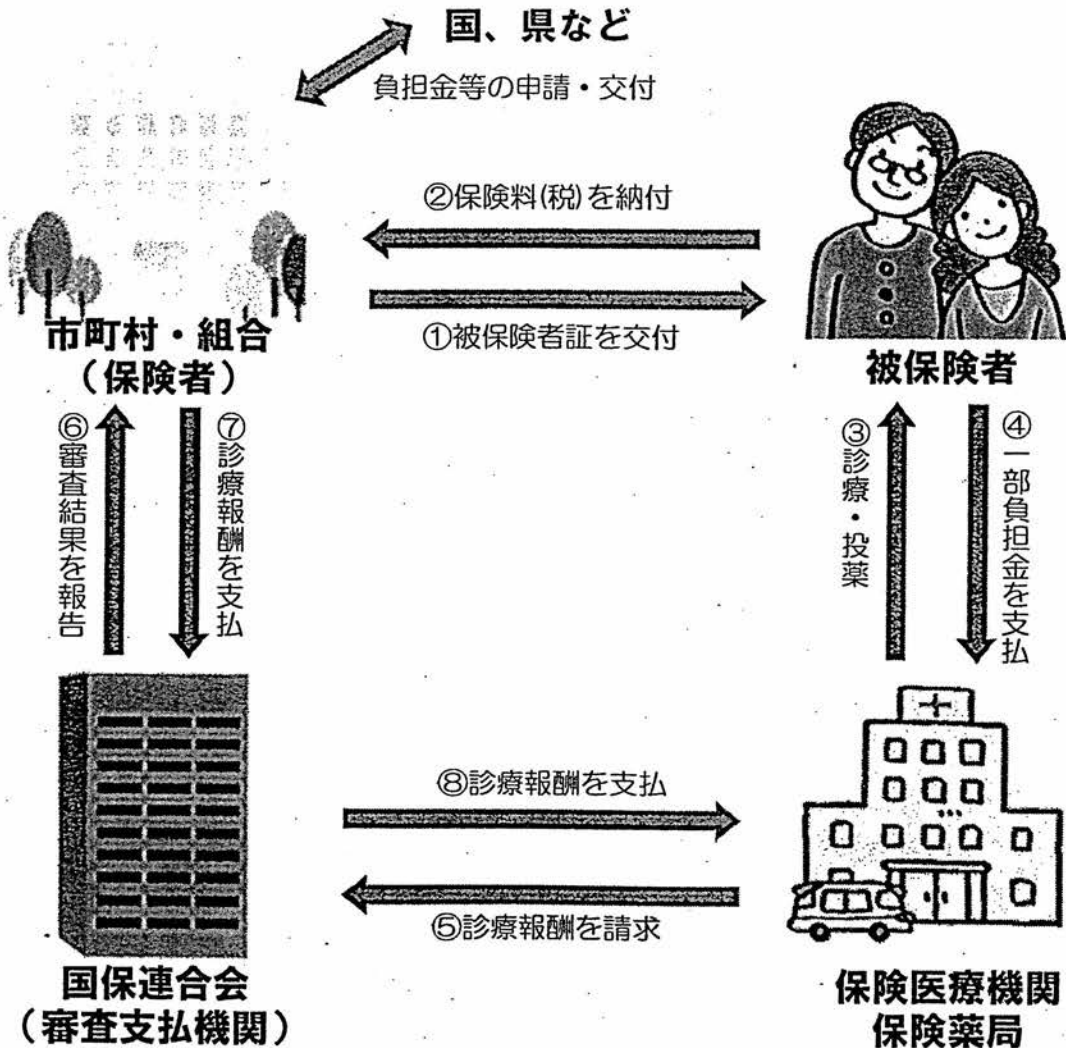 国、県など
負担金等の申請・交付
②保険料(税)を納付
①被保険者証を交付
市町村・組合
(保険者)
被保険者
⑥審査結果を報告
⑦診療報酬を支払
③診療・投薬
④一部負担金を支払
⑧診療報酬を支払
⑤診療報酬を請求
国保連合会
(審査支払機関)
保険医療機関
保険薬局